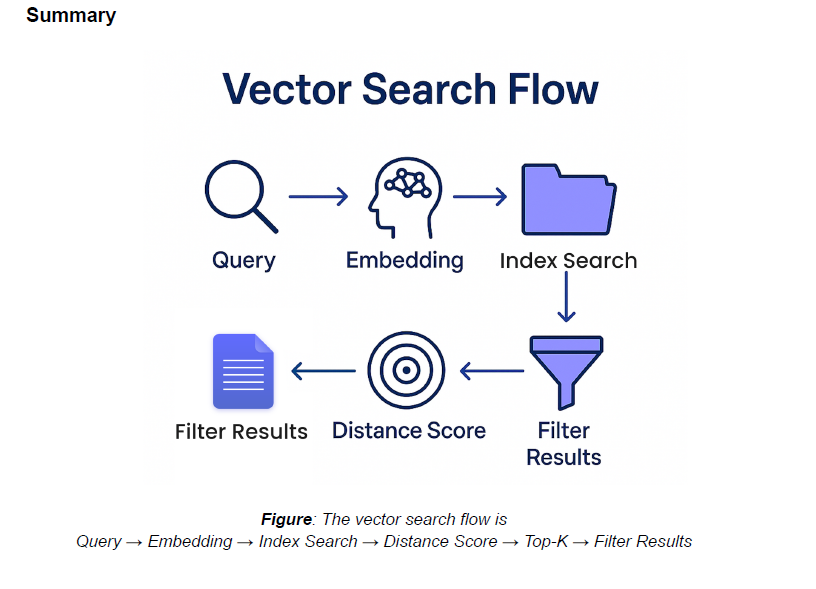 Summary
Vector Search Flow
Query
Embedding
Index Search
Filter Results
Distance Score
Filter
Results
Figure: The vector search flow is
Query → Embedding → Index Search → Distance Score → Top-K → Filter Results